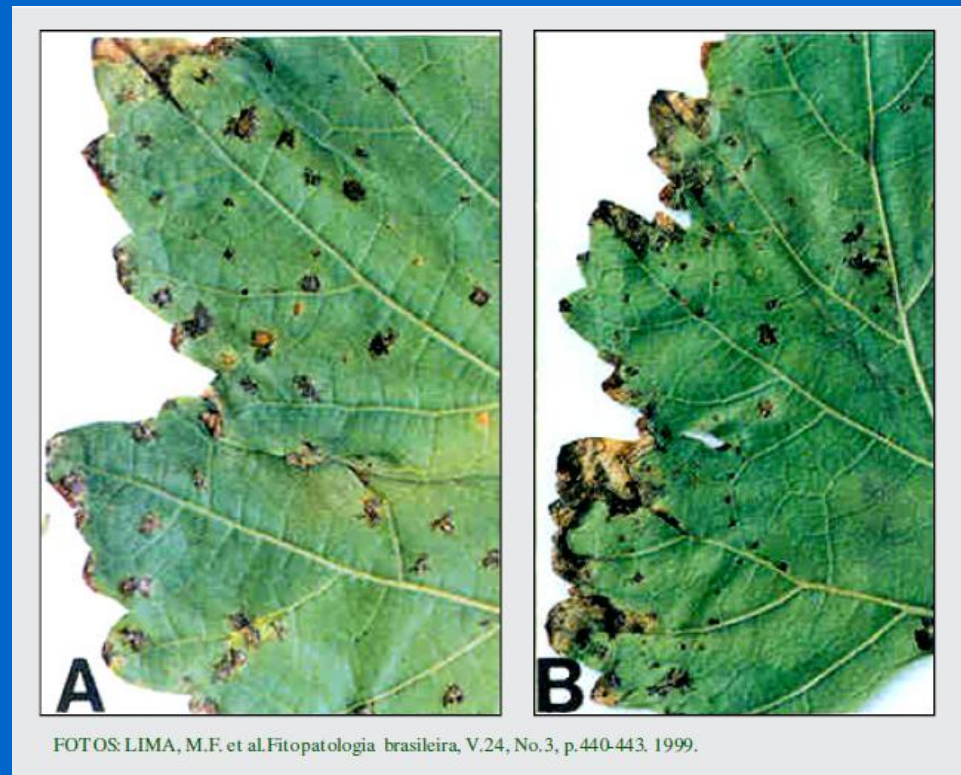 A
B
FOTOS: LIMA, M.F. et al.Fitopatologia brasileira, V.24, No.3, p.440-443. 1999.